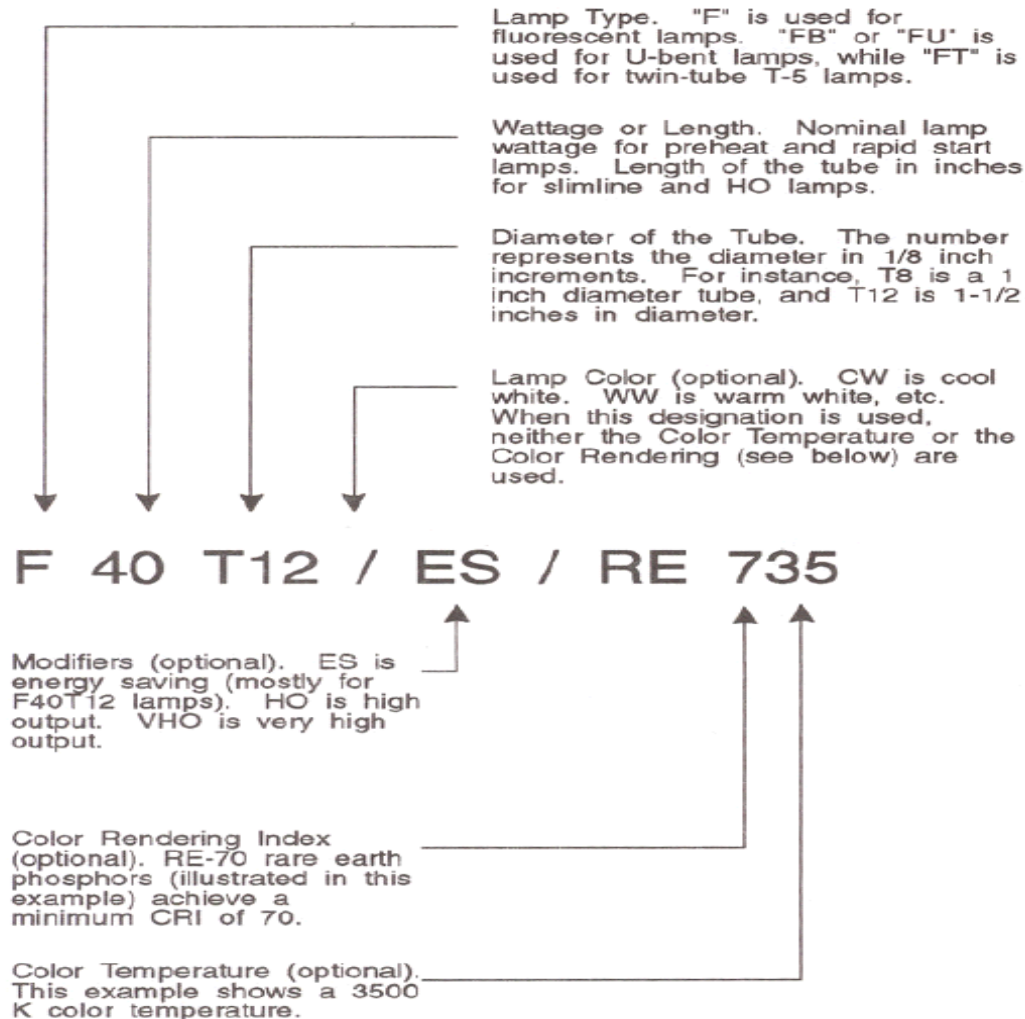 Lamp Type. "F" is used for
fluorescent lamps. "FB" or "FU" is
used for U-bent lamps, while "FT" is
used for twin-tube T-5 lamps.
Wattage or Length. Nominal lamp
wattage for preheat and rapid start
lamps. Length of the tube in inches
for slimline and HO lamps.
Diameter of the Tube. The number
represents the diameter in 1/8 inch
increments. For instance, T8 is a 1
inch diameter tube, and T12 is 1-1/2
inches in diameter.
Lamp Color (optional). CW is cool
white. WW is warm white, etc.
When this designation is used,
neither the Color Temperature or the
Color Rendering (see below) are
used.
F 40 T12 / ES / RE 735
Modifiers (optional). ES is
energy saving (mostly for
F40T12 lamps). HO is high
output. VHO is very high
output.
Color Rendering Index
(optional). RE-70 rare earth
phosphors (illustrated in this
example) achieve a
minimum CRI of 70.
Color Temperature (optional).
This example shows a 3500
K color temperature.